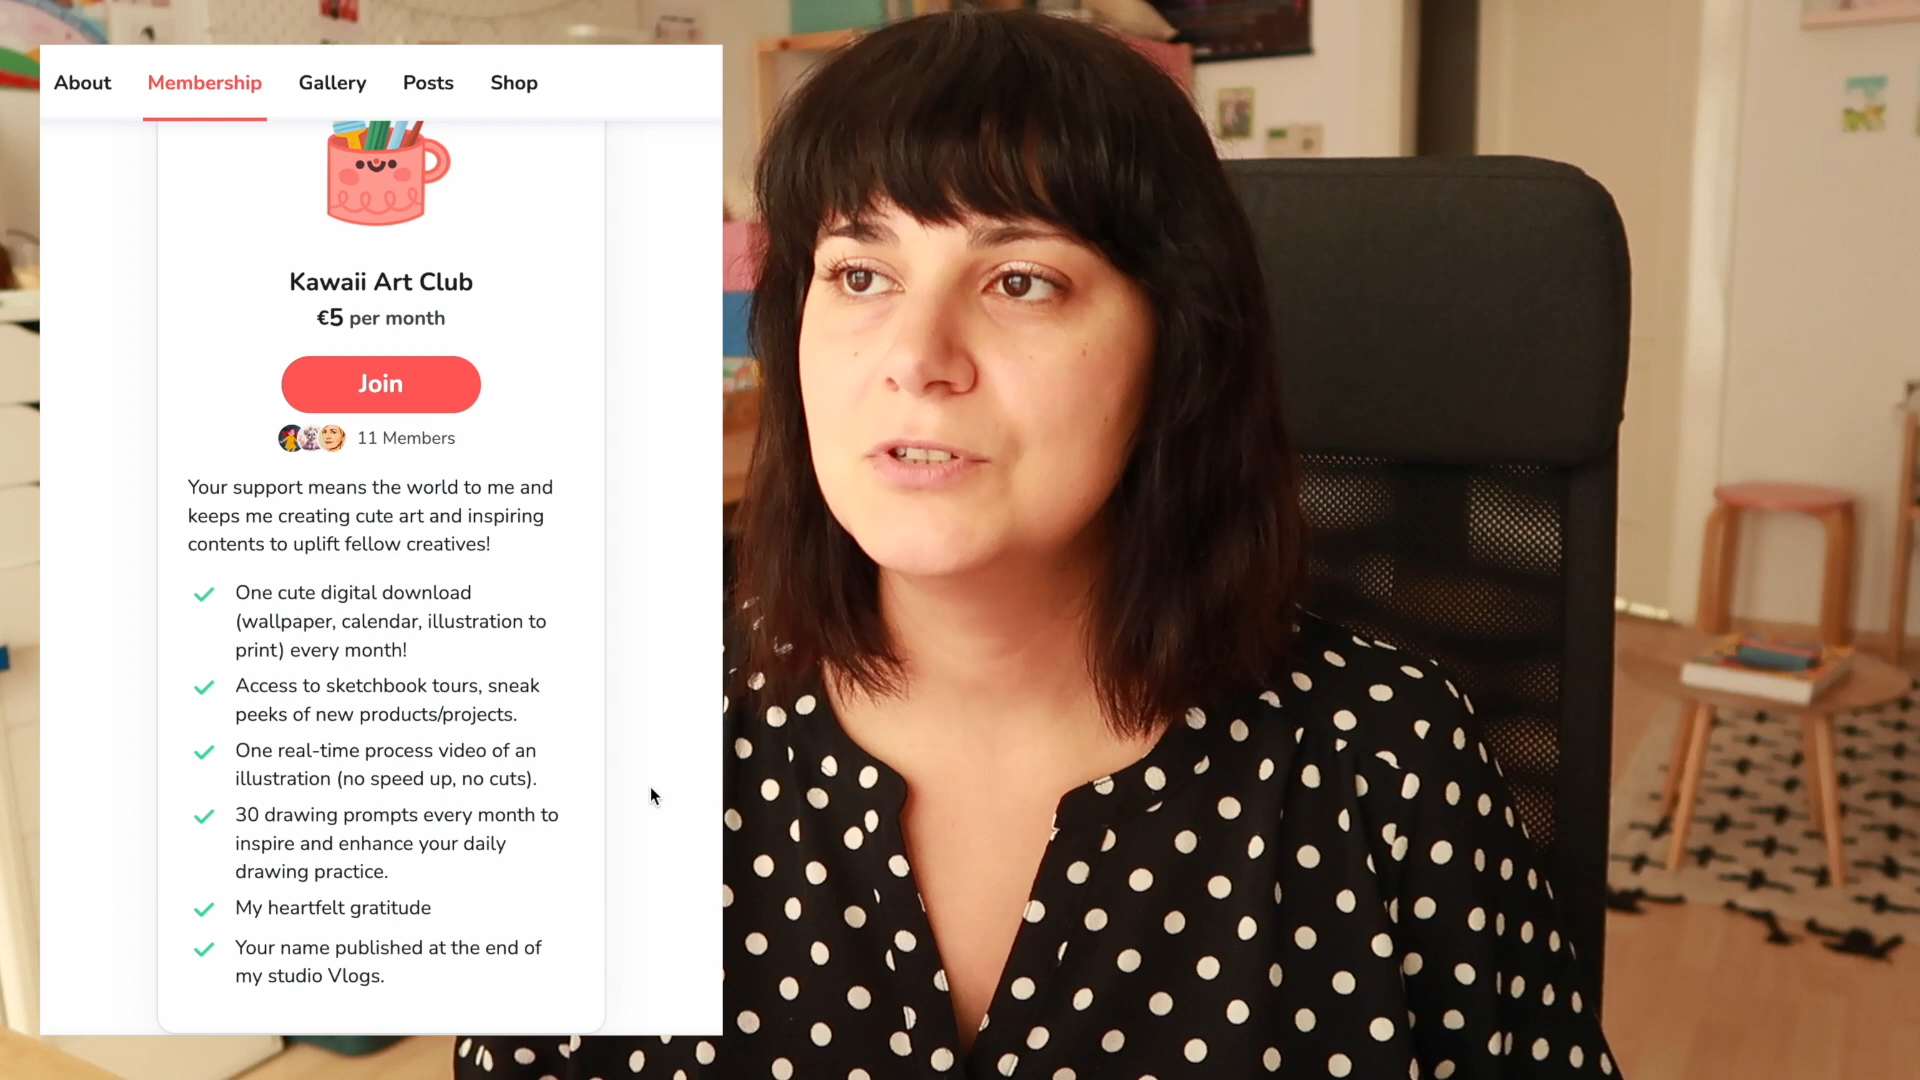 About Membership Gallery Posts Shop
Kawaii Art Club
€5 per month
Join
11 Members
Your support means the world to me and
keeps me creating cute art and inspiring
contents to uplift fellow creatives!
One cute digital download
(wallpaper, calendar, illustration to
print) every month!
Access to sketchbook tours, sneak
peeks of new products/projects.
One real-time process video of an
illustration (no speed up, no cuts).
30 drawing prompts every month to
inspire and enhance your daily
drawing practice.
My heartfelt gratitude
Your name published at the end of
my studio Vlogs.